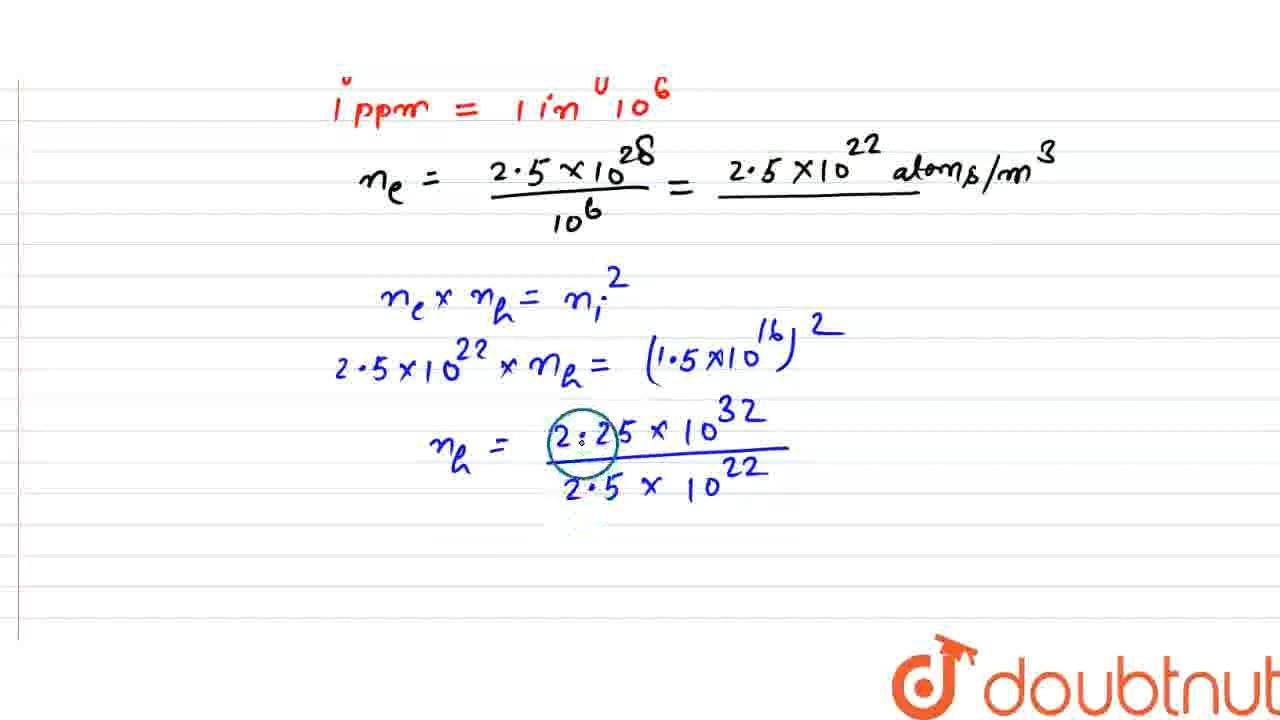 1 ppm = 1 in 10^6
n_e = 2.5 × 10^28 / 10^6 = 2.5 × 10^22 atoms/m^3
n_e × n_h = n_i^2
2.5 × 10^22 × n_h = (1.5 × 10^16)^2
n_h = 2.25 × 10^32 / 2.5 × 10^22
doubtnut